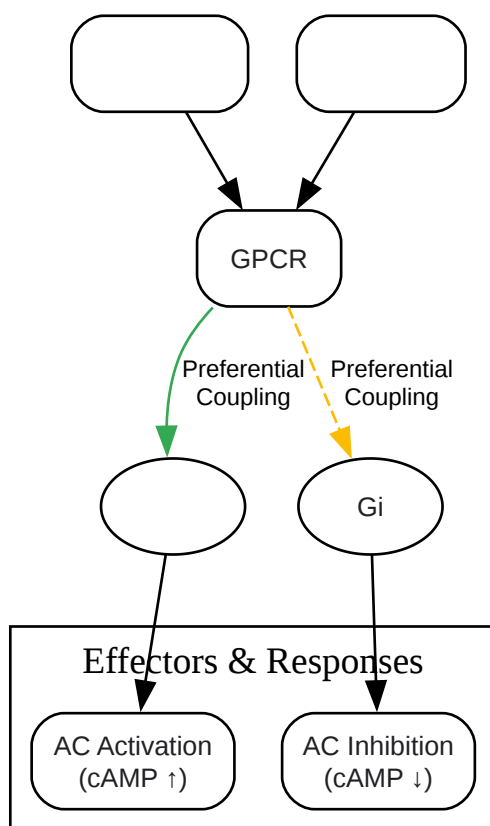 GPCR
Preferential
Coupling
Preferential
Coupling
Gi
Effectors & Responses
AC Activation
(cAMP ↑)
AC Inhibition
(cAMP ↓)